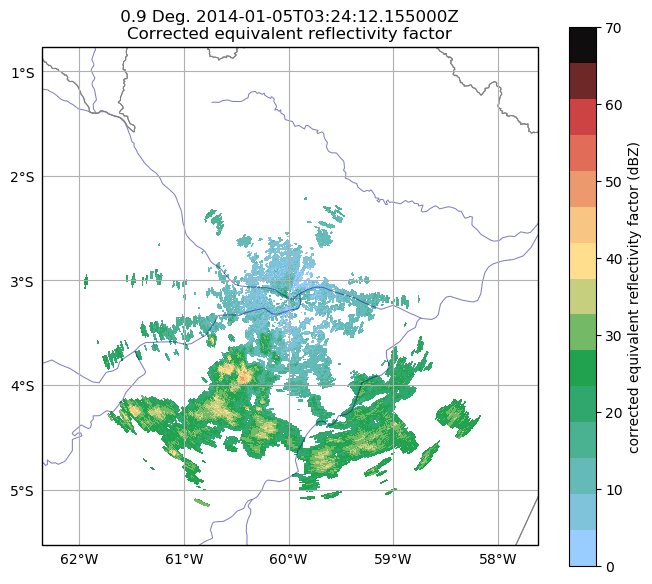 0.9 Deg. 2014-01-05T03:24:12.155000Z
Corrected equivalent reflectivity factor
1°S
2°S
3°S
4°S
5°S
62°W 61°W 60°W 59°W 58°W
70
60
50
40
30
20
10
0
corrected equivalent reflectivity factor (dBZ)